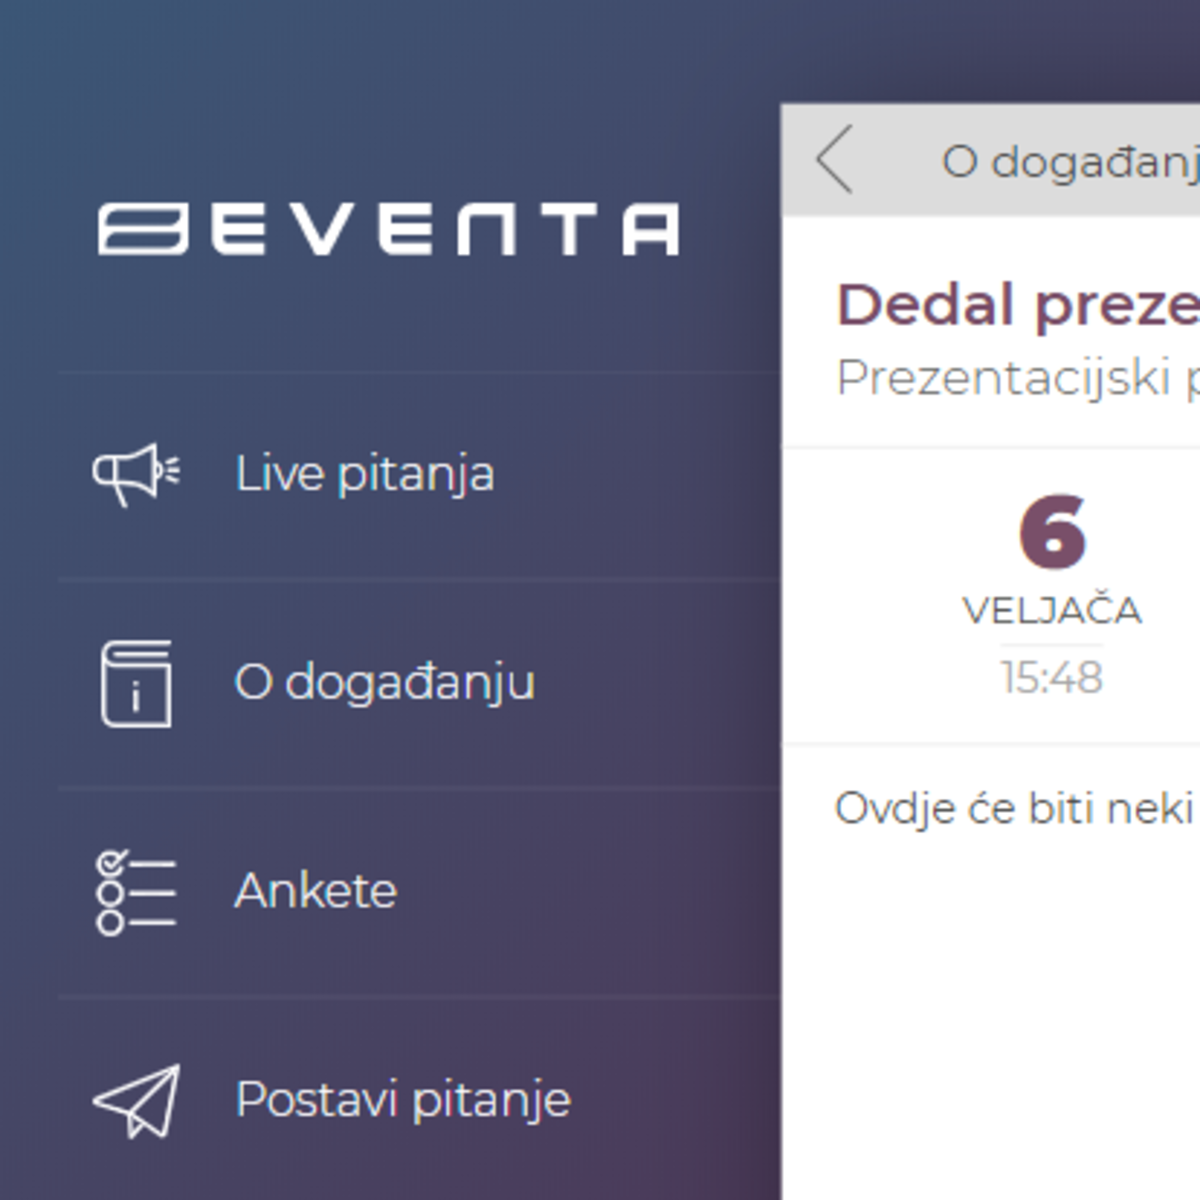 EVENTA
Live pitanja
O događanju
Ankete
Postavi pitanje
O događanj
Dedal preze
Prezentacijski p
6
VELJAČA
15:48
Ovdje će biti neki